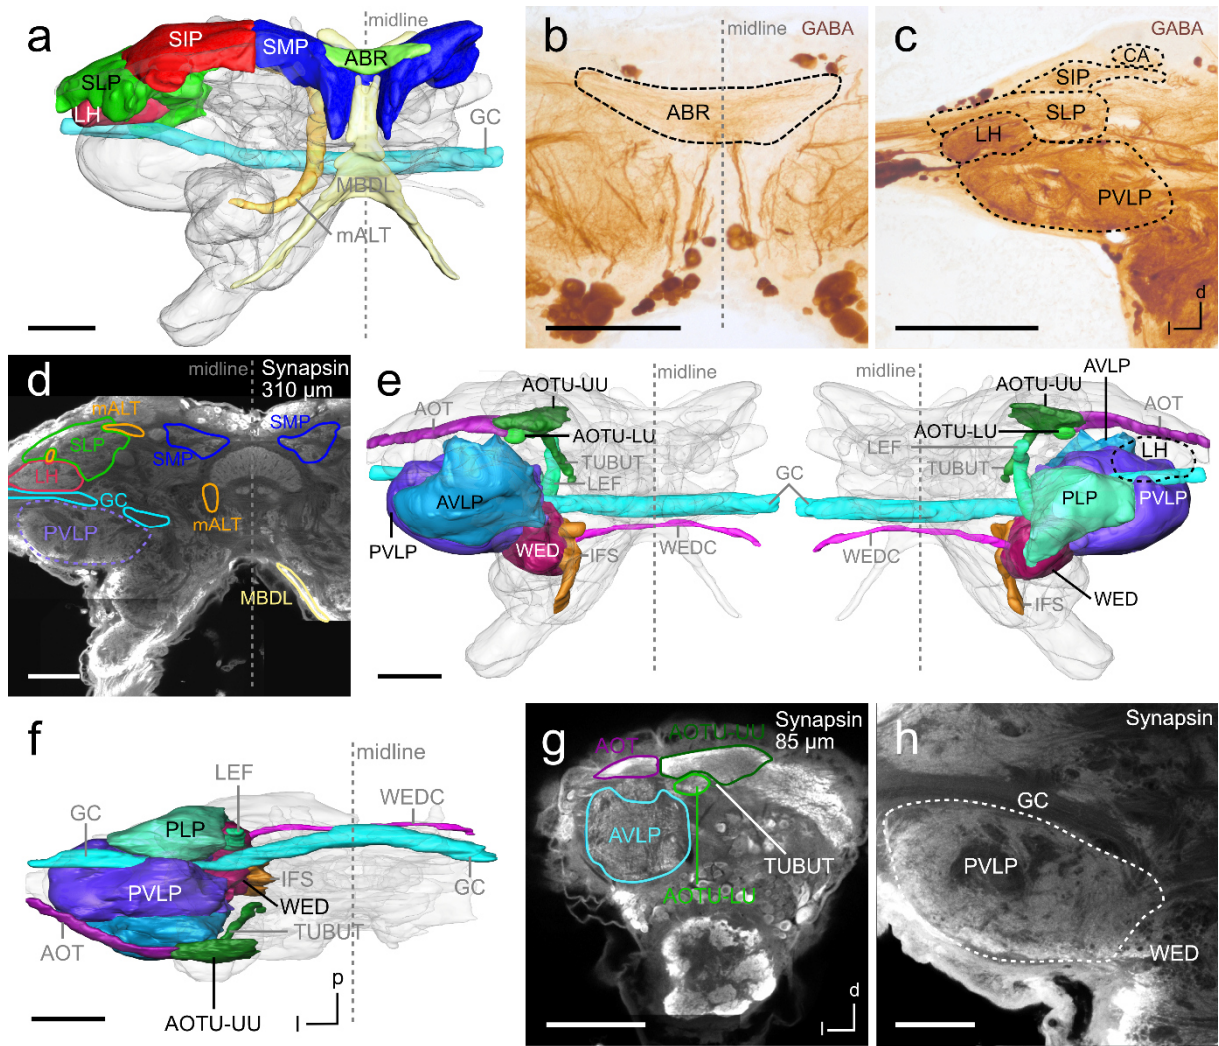 a
midline
SIP
SMP
ABR
SLP
LH
GC
MBDL
mALT
b
midline
GABA
ABR
c
GABA
CA
SIP
SLP
LH
PVLP
d
l
d
midline
Synapsin
310 µm
mALT
SMP
SLP
SMP
LH
GC
mALT
PVLP
MBDL
e
midline
AOTU-UU
AOT
AOTU-LU
TUBUT
LEF
AVLP
GC
PVLP
WED
WEDC
IFS
midline
AOTU-UU
AVLP
AOT
AOTU-LU
LEF
LH
TUBUT
PLP
PVLP
WEDC
WED
IFS
f
midline
LEF
WEDC
GC
PLP
PVLP
IFS
GC
WED
TUBUT
AOT
AOTU-UU
p
l
g
AOTU-UU
Synapsin
85 µm
AOT
AVLP
TUBUT
AOTU-LU
d
l
h
Synapsin
GC
PVLP
WED